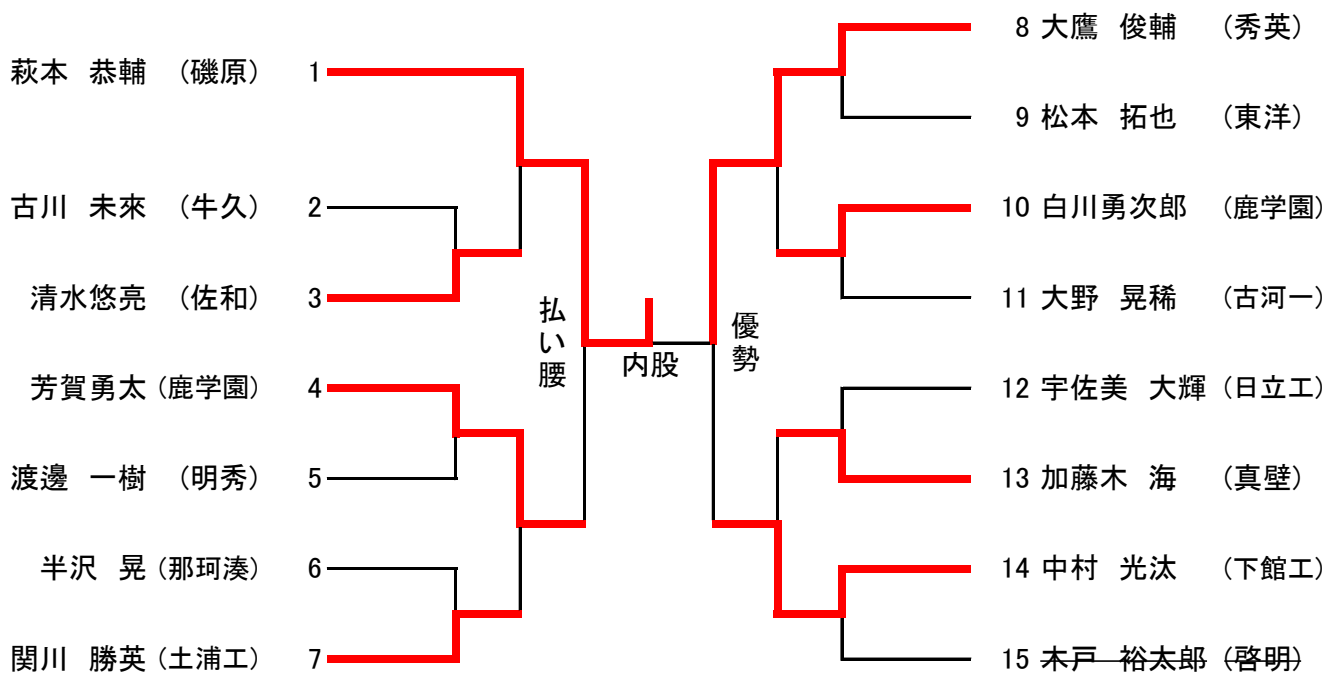 萩本 恭輔 (磯原) 1
古川 未來 (牛久) 2
清水悠亮 (佐和) 3
芳賀勇太 (鹿学園) 4
渡邊 一樹 (明秀) 5
半沢 晃 (那珂湊) 6
関川 勝英 (土浦工) 7
払い腰
内股
優勢
8 大鷹 俊輔 (秀英)
9 松本 拓也 (東洋)
10 白川勇次郎 (鹿学園)
11 大野 晃稀 (古河一)
12 宇佐美 大輝 (日立工)
13 加藤木 海 (真壁)
14 中村 光汰 (下館工)
15 木戸 裕太郎 (啓明)